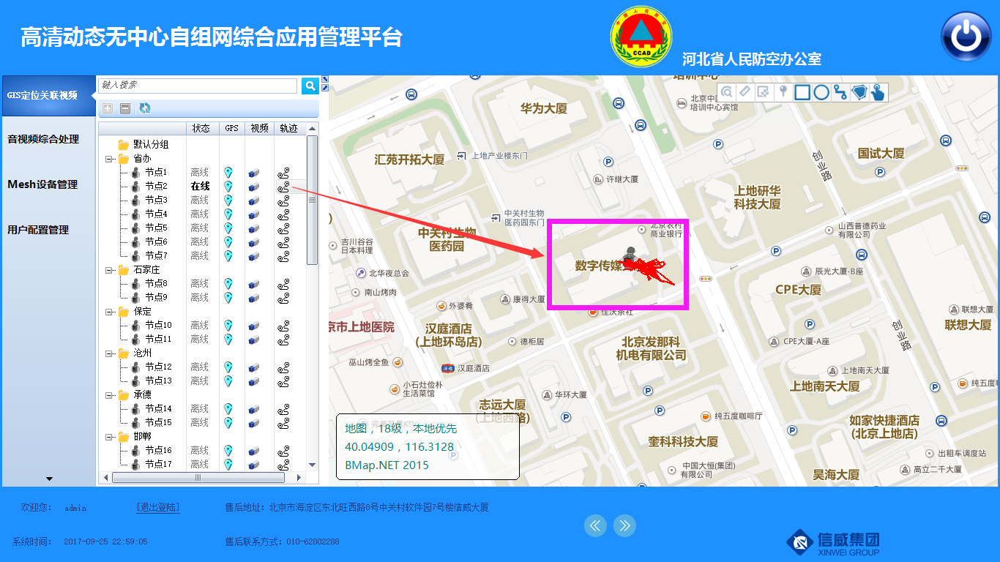 高清动态无中心自组网综合应用管理平台
中国人民防空
CCAD
河北省人民防空办公室
GIS定位关联视频
音视频综合处理
Mesh设备管理
用户配置管理
键入搜索
状态 GPS 视频 轨迹
默认分组
省办
节点1 离线
节点2 在线
节点3 离线
节点4 离线
节点5 离线
节点6 离线
节点7 离线
石家庄
节点8 离线
节点9 离线
保定
节点10 离线
节点11 离线
沧州
节点12 离线
节点13 离线
承德
节点14 离线
节点15 离线
邯郸
节点16 离线
节点17 离线
培训中心
北京中
培训中心宾馆
华为大厦
汇苑开拓大厦
上地产业楼东门
许继大厦
创业路
国试大厦
上地研华
科技大厦
中关村生物
医药园东门
中关村生物
医药园
吉川谷谷
日本料理
北京农村
商业银行
山西普德药业
有限公司
数字传媒大
北华夜总会
南山烤肉
外婆肴
康得大厦
佳沃茶社
辰光大厦-B座
CPE大厦
联想大厦
联想大厦
京市上地医院
汉庭酒店
(上地环岛店)
德柜居
北京发那科
机电有限公司
CPE大厦-A座
创业路
巫山烤全鱼
汉庭
汉庭酒店
上地南天大厦
上地南天大厦
小石灶俭朴
生活菜馆
华环大厦
纯五度咖
志远大厦
(上地西路)
纯五度咖啡厅
如家快捷酒店
(北京上地店)
奎科科技大厦
出租车调度站
中国大恒(集团)
有限公司
昊海大厦
高立二千大厦
地图，18级，本地优先
40.04909，116.3128
BMap.NET 2015
欢迎您： admin
[退出登陆]
售后地址：北京市海淀区东北旺西路8号中关村软件园7号楼信威大厦
系统时间： 2017-09-25 22:59:05
售后联系方式：010-62802288
信威集团
XINWEI GROUP